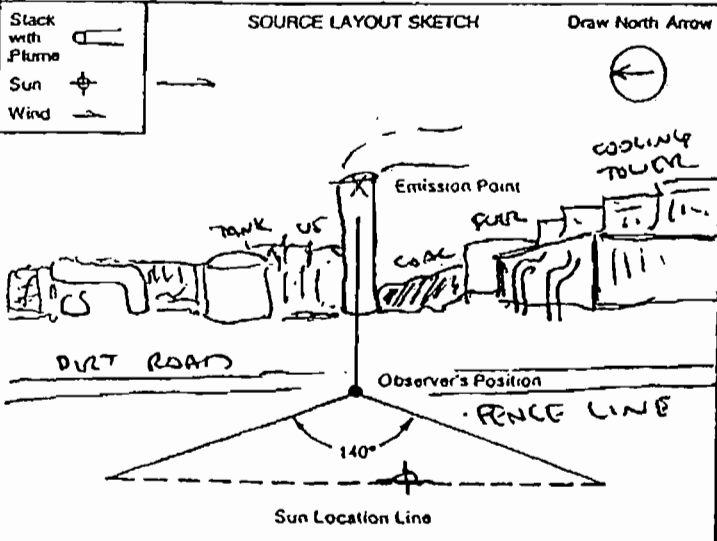 Stack
with
Plume
Sun
Wind
SOURCE LAYOUT SKETCH
Draw North Arrow
X Emission Point
COOLING
TOWER
TANK
COAL
CS
DIRT ROAD
Observer's Position
FENCE LINE
140°
Sun Location Line